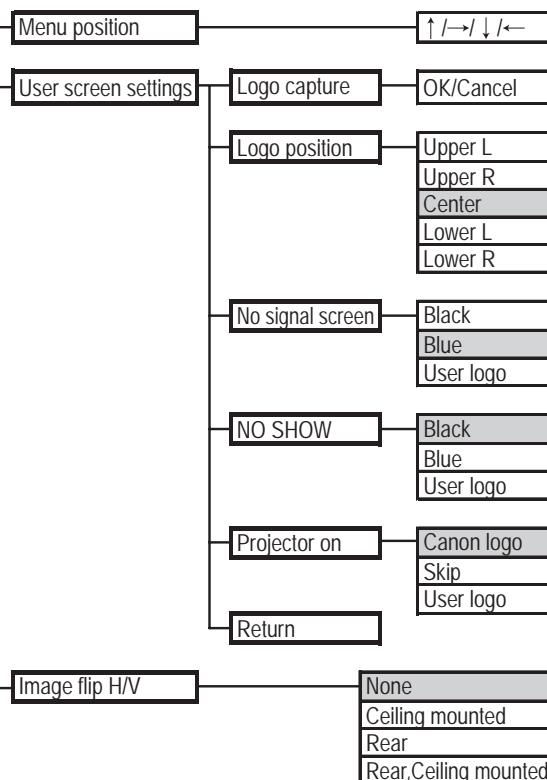 Menu position
↑/→/↓/←
User screen settings
Logo capture
OK/Cancel
Logo position
Upper L
Upper R
Center
Lower L
Lower R
No signal screen
Black
Blue
User logo
NO SHOW
Black
Blue
User logo
Projector on
Canon logo
Skip
User logo
Return
Image flip H/V
None
Ceiling mounted
Rear
Rear,Ceiling mounted